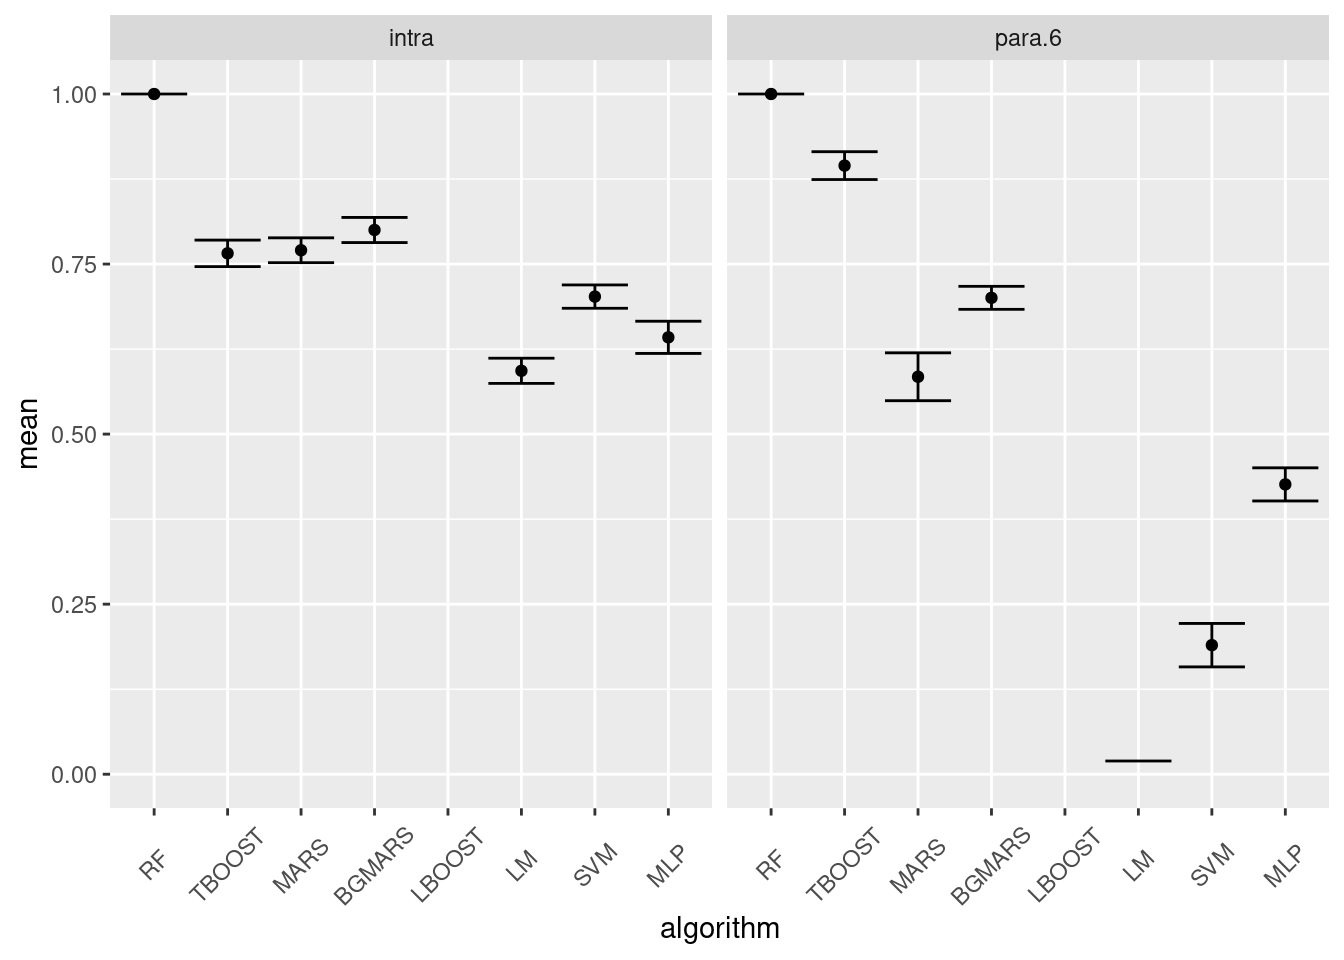 intra
para.6
1.00
0.75
0.50
0.25
0.00
mean
RF
TBOOST
MARS
BGMARS
LBOOST
LM
SVM
MLP
RF
TBOOST
MARS
BGMARS
LBOOST
LM
SVM
MLP
algorithm